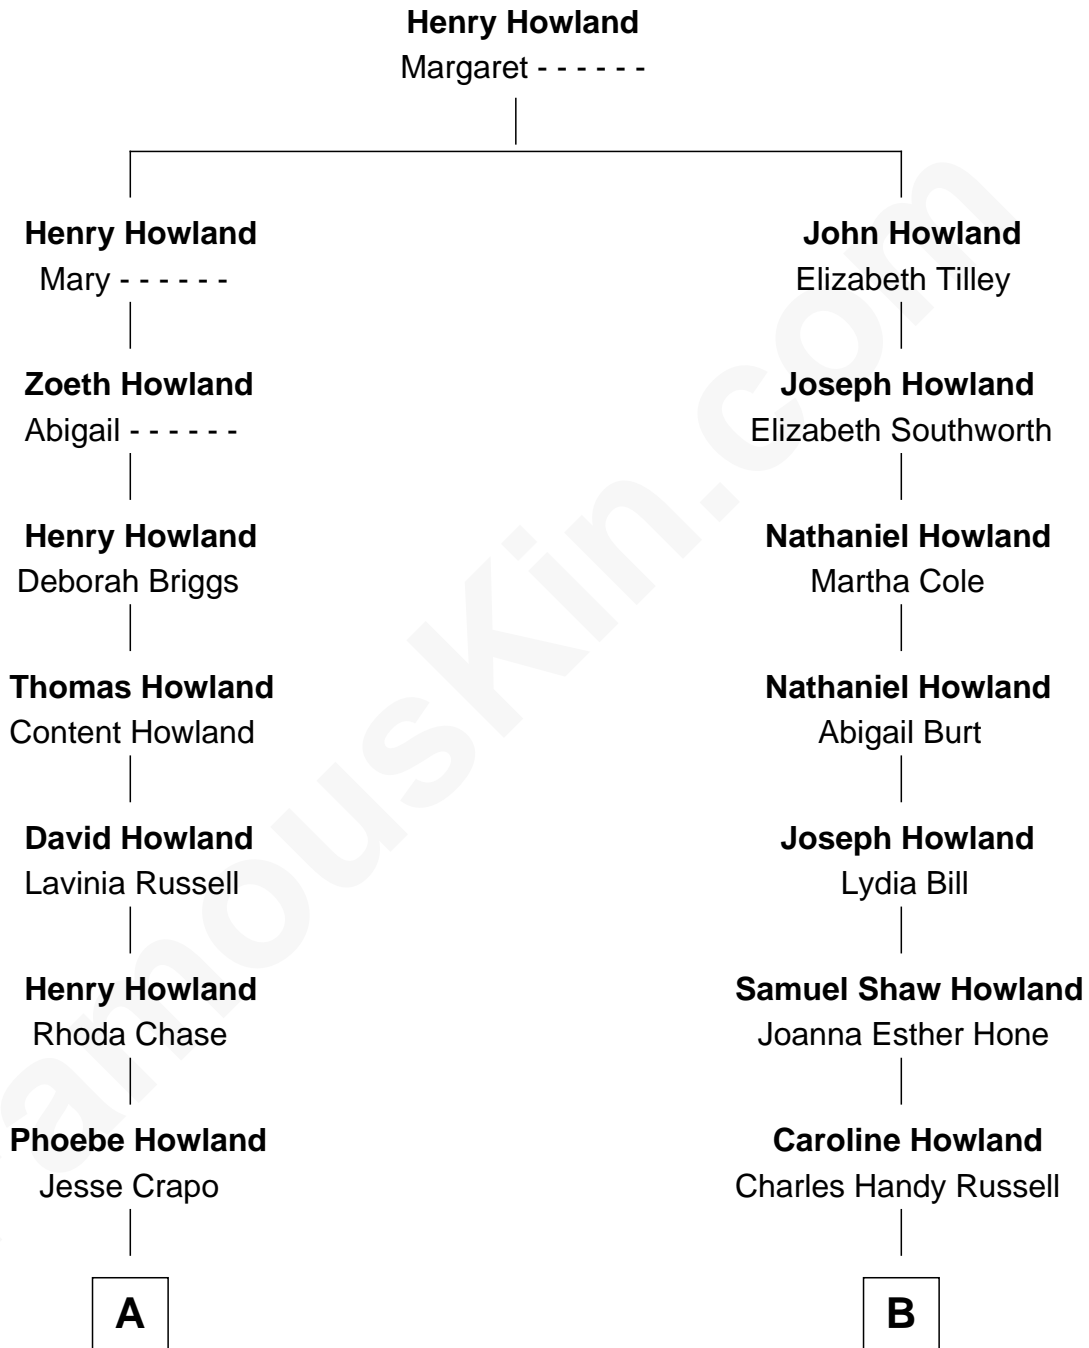 Henry Howland
Margaret - - - - - -
Henry Howland
Mary - - - - - -
John Howland
Elizabeth Tilley
Zoeth Howland
Abigail - - - - - -
Joseph Howland
Elizabeth Southworth
Henry Howland
Deborah Briggs
Nathaniel Howland
Martha Cole
Thomas Howland
Content Howland
Nathaniel Howland
Abigail Burt
David Howland
Lavinia Russell
Joseph Howland
Lydia Bill
Henry Howland
Rhoda Chase
Samuel Shaw Howland
Joanna Esther Hone
Phoebe Howland
Jesse Crapo
Caroline Howland
Charles Handy Russell
A
B
amouskin.com